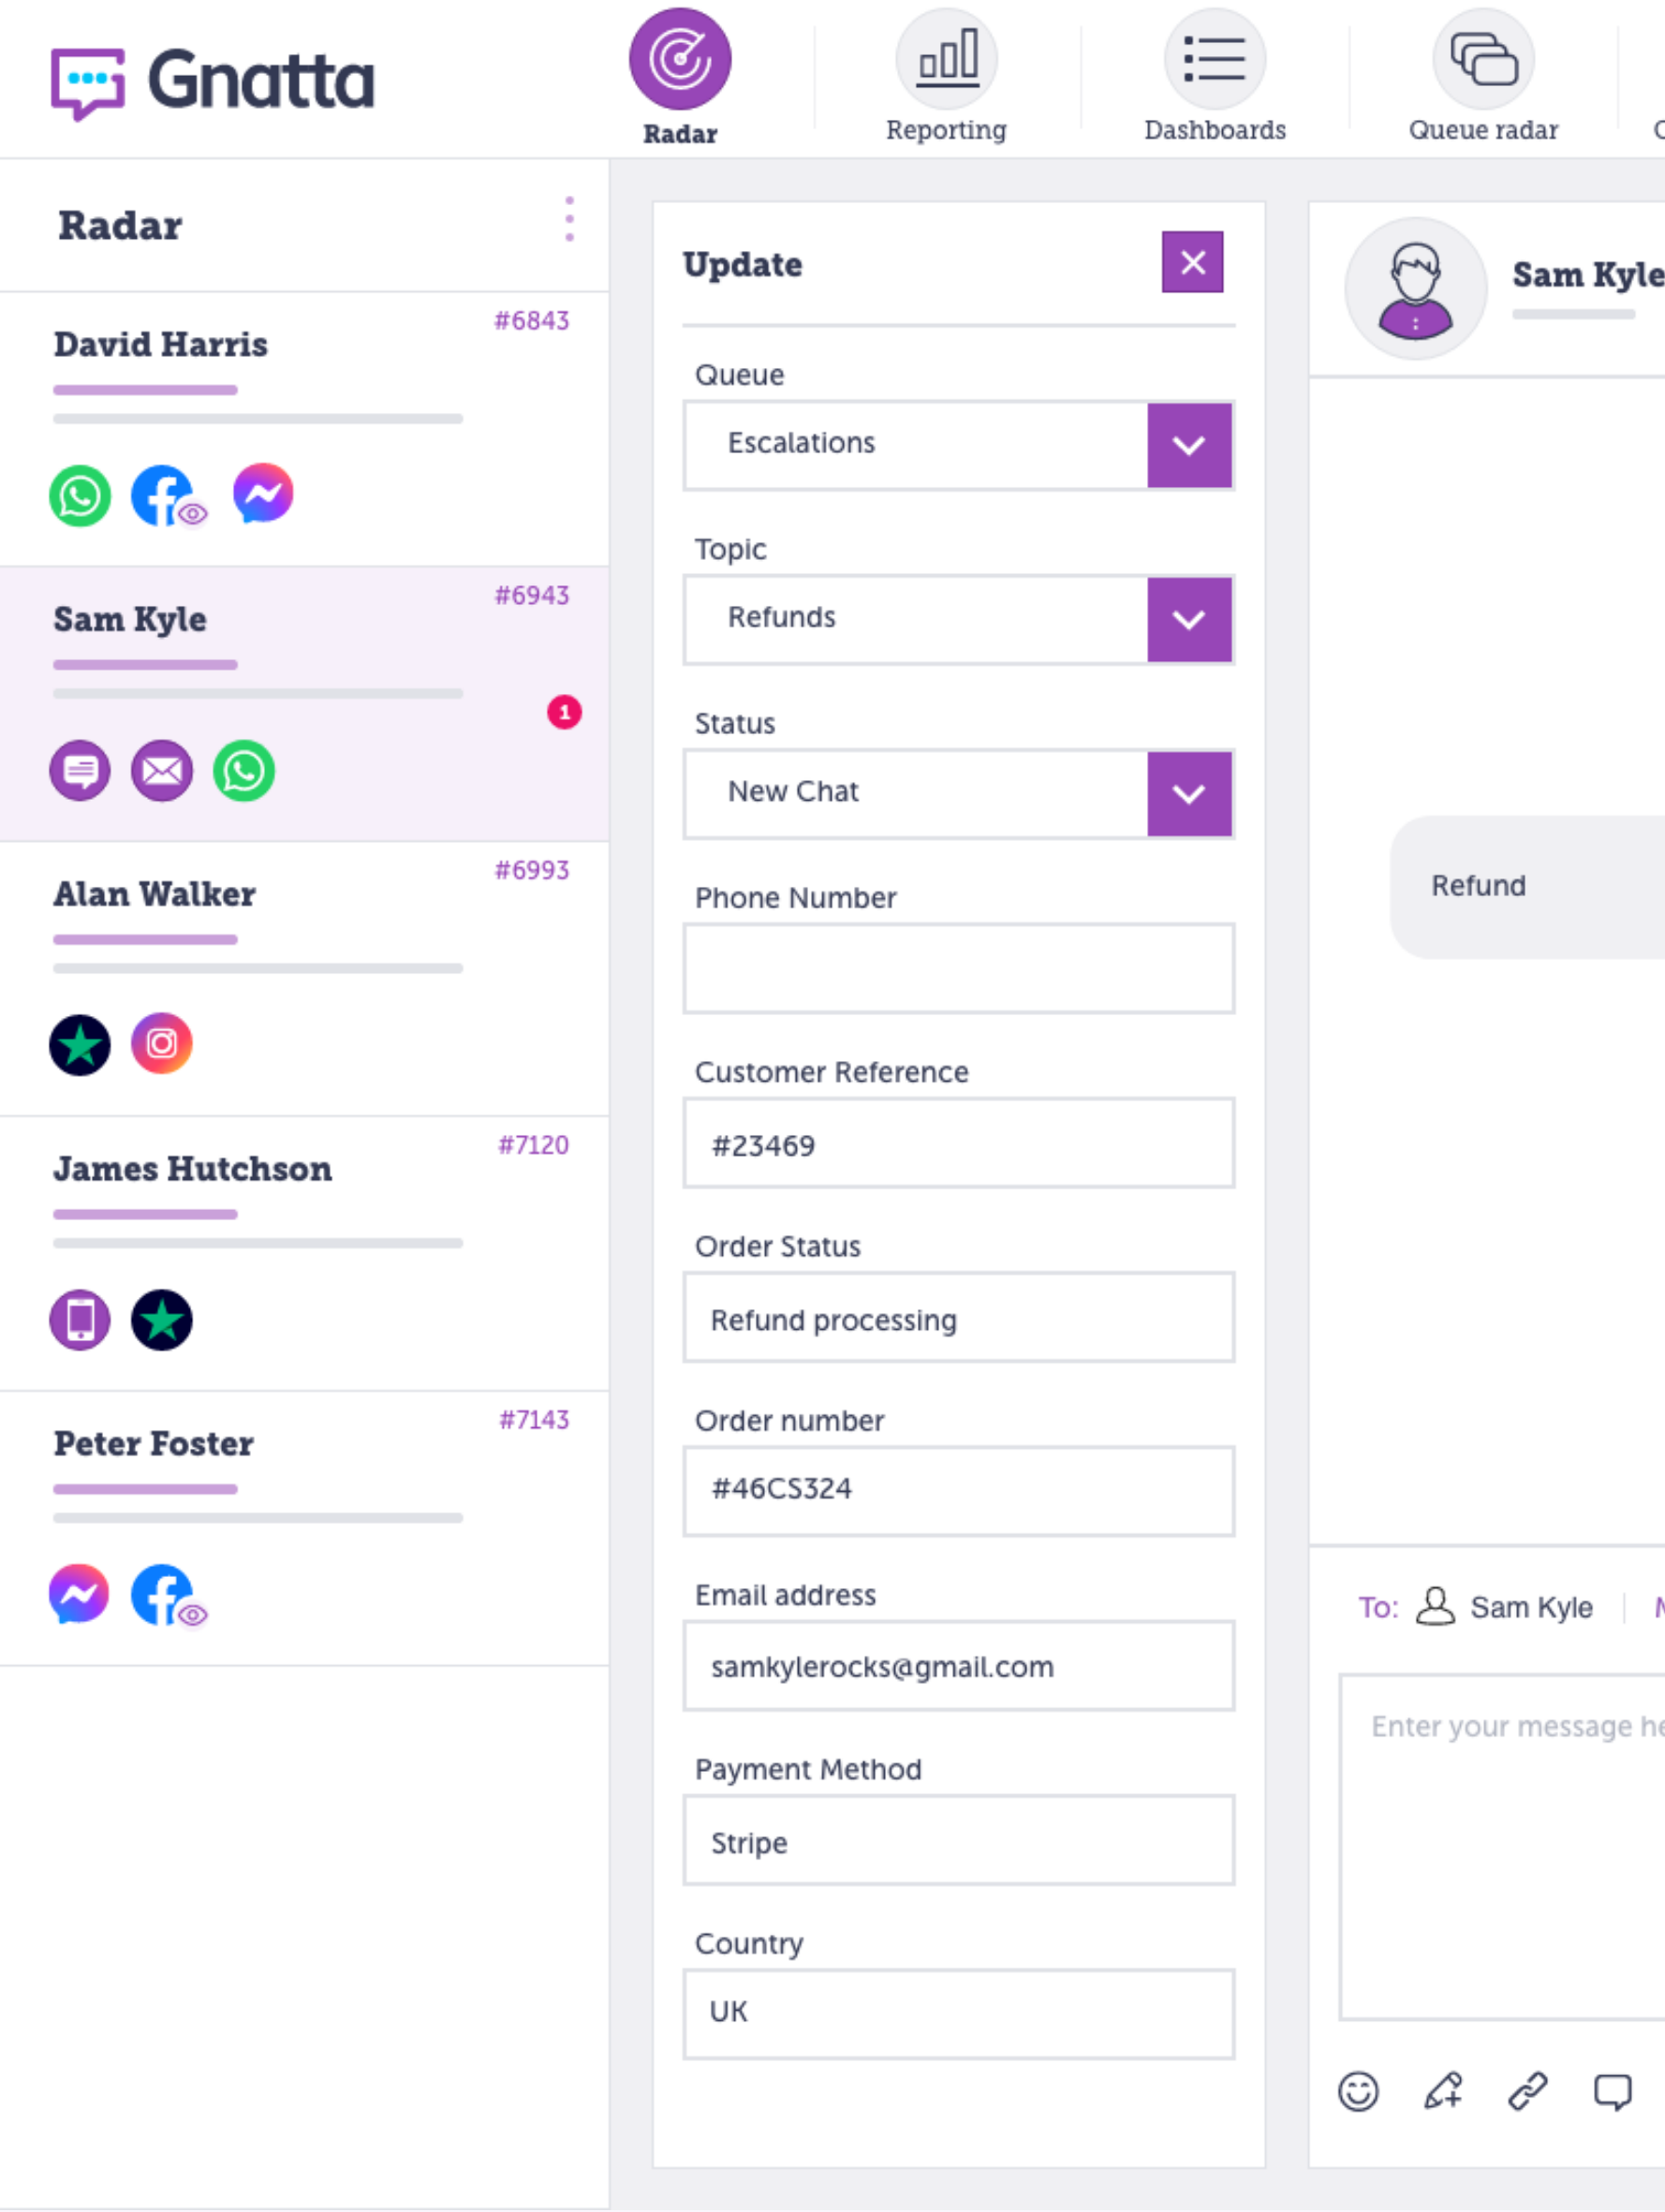 Gnatta
Radar
Reporting
Dashboards
Queue radar
Radar
#6843
David Harris
#6943
Sam Kyle
1
#6993
Alan Walker
#7120
James Hutchson
#7143
Peter Foster
Update
Queue
Escalations
Topic
Refunds
Status
New Chat
Phone Number
Customer Reference
#23469
Order Status
Refund processing
Order number
#46CS324
Email address
samkylerocks@gmail.com
Payment Method
Stripe
Country
UK
Sam Kyle
Refund
To: Sam Kyle
Enter your message